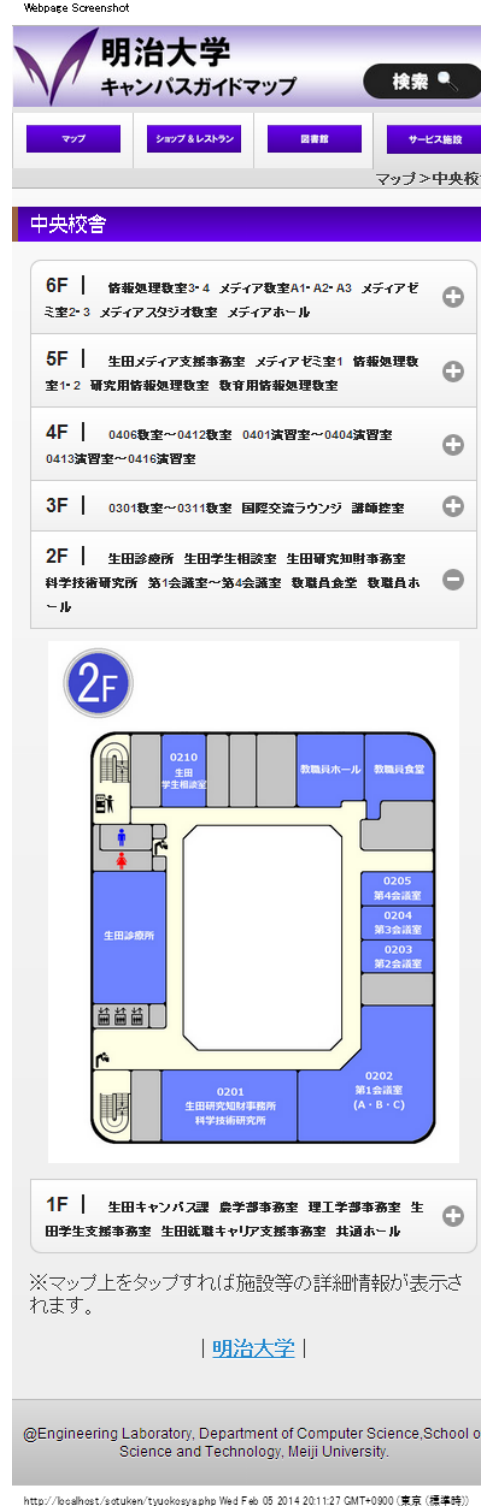 Webpage Screenshot
明治大学
キャンパスガイドマップ
検索
マップ
ショップ＆レストラン
図書館
サービス施設
マップ＞中央校
中央校舎
6F | 情報処理教室3・4 メディア教室A1・A2・A3 メディアゼ
ミ室2・3 メディアスタジオ教室 メディアホール
5F | 生田メディア支援事務室 メディアゼミ室1 情報処理教
室1・2 研究用情報処理教室 教育用情報処理教室
4F | 0406教室～0412教室 0401演習室～0404演習室
0413演習室～0416演習室
3F | 0301教室～0311教室 国際交流ラウンジ 講師控室
2F | 生田診療所 生田学生相談室 生田研究知財事務室
科学技術研究所 第1会議室～第4会議室 教職員食堂 教職員ホ
ール
2F
0210
生田
学生相談室
教職員ホール
教職員食堂
0205
第4会議室
0204
第3会議室
0203
第2会議室
生田診療所
0202
第1会議室
(A・B・C)
0201
生田研究知財事務所
科学技術研究所
1F | 生田キャンパス課 農学部事務室 理工学部事務室 生
田学生支援事務室 生田就職キャリア支援事務室 共通ホール
※マップ上をタップすれば施設等の詳細情報が表示さ
れます。
| 明治大学 |
@Engineering Laboratory, Department of Computer Science,School o
Science and Technology, Meiji University.
http://localhost/sotuken/tyuokosya.php Wed Feb 05 2014 20:11:27 GMT+0900 (東京 (標準時))